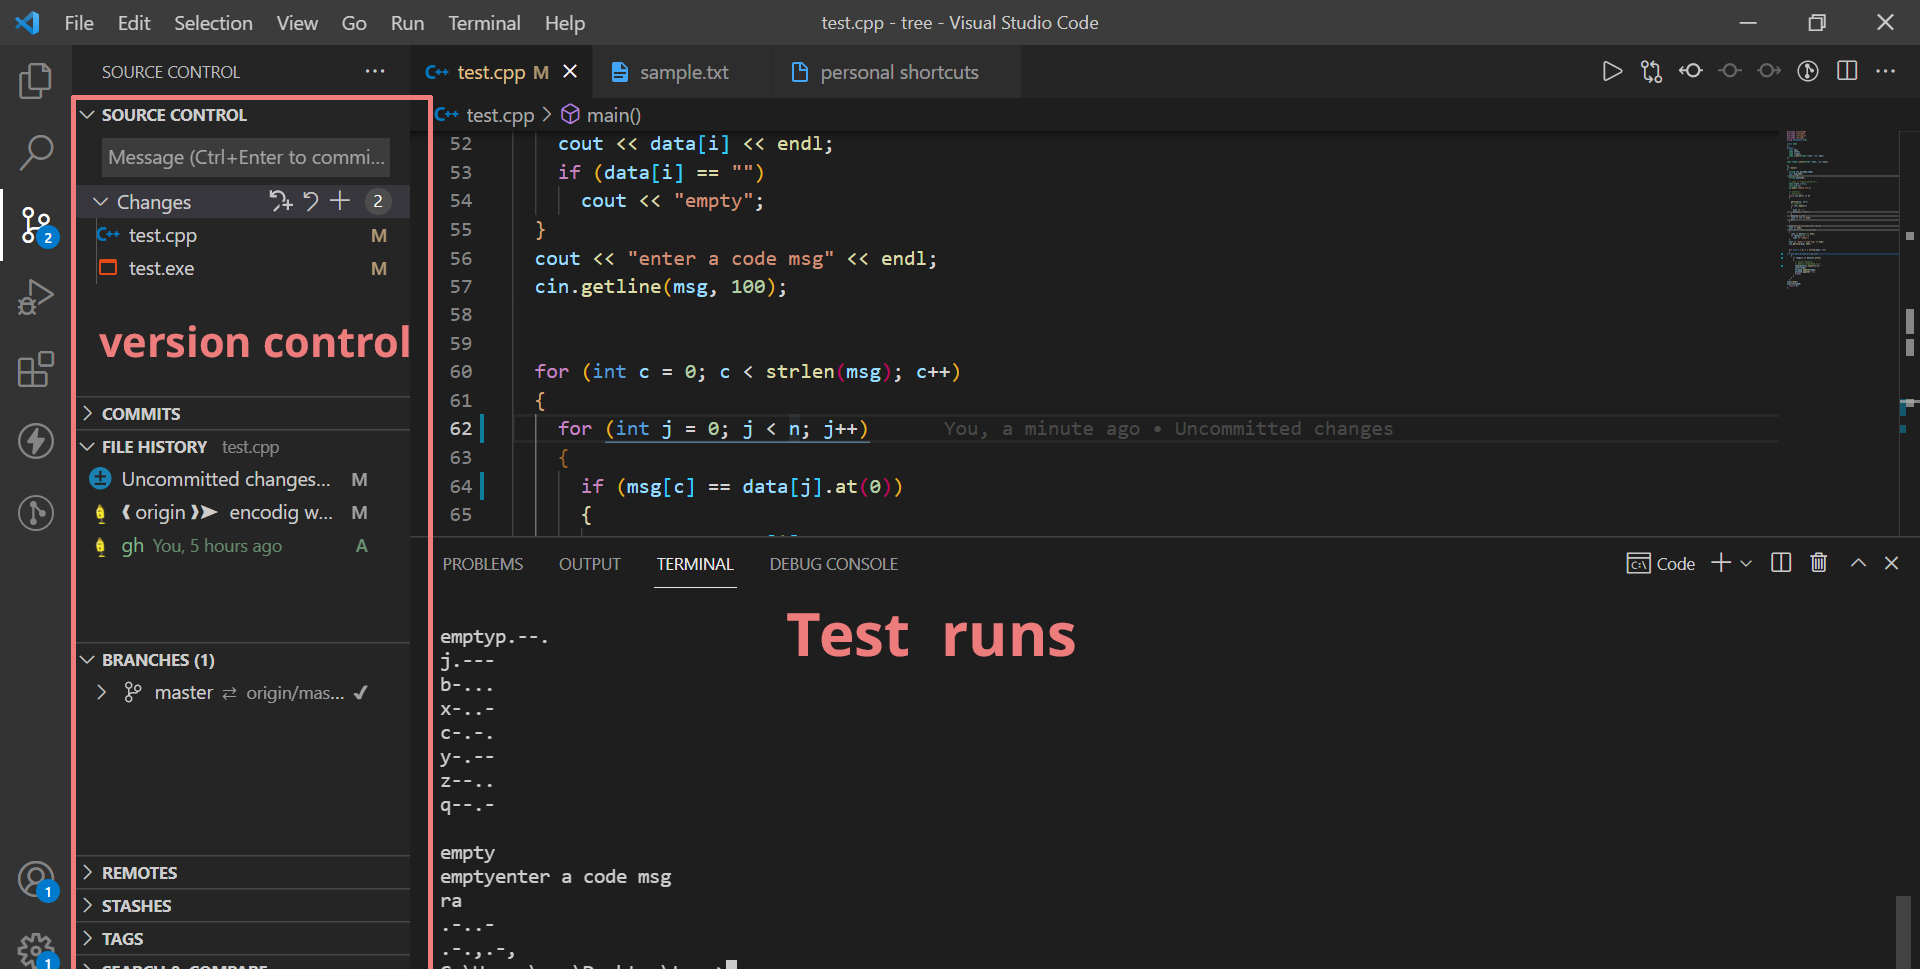 File Edit Selection View Go Run Terminal Help test.cpp - tree - Visual Studio Code
SOURCE CONTROL ···
C++ test.cpp M × sample.txt personal shortcuts
SOURCE CONTROL
Message (Ctrl+Enter to commi...
Changes 2
C++ test.cpp M
test.exe M
version control
COMMITS
FILE HISTORY test.cpp
Uncommitted changes... M
⟪origin⟫➤ encodig w... M
gh You, 5 hours ago A
BRANCHES (1)
master ⇄ origin/mas... ✓
REMOTES
STASHES
TAGS
SEARCH & COMPARE
2
1
1
C++ test.cpp > main()
52 cout << data[i] << endl;
53 if (data[i] == "")
54 cout << "empty";
55 }
56 cout << "enter a code msg" << endl;
57 cin.getline(msg, 100);
58
59
60 for (int c = 0; c < strlen(msg); c++)
61 {
62 for (int j = 0; j < n; j++) You, a minute ago • Uncommitted changes
63 {
64 if (msg[c] == data[j].at(0))
65 {
PROBLEMS OUTPUT TERMINAL DEBUG CONSOLE Code
Test runs
emptyp.--.
j.---
b-...
x-..-
c-.-.
y-.--
z--..
q--.-
empty
emptyenter a code msg
ra
.-..-
.-.,.-,